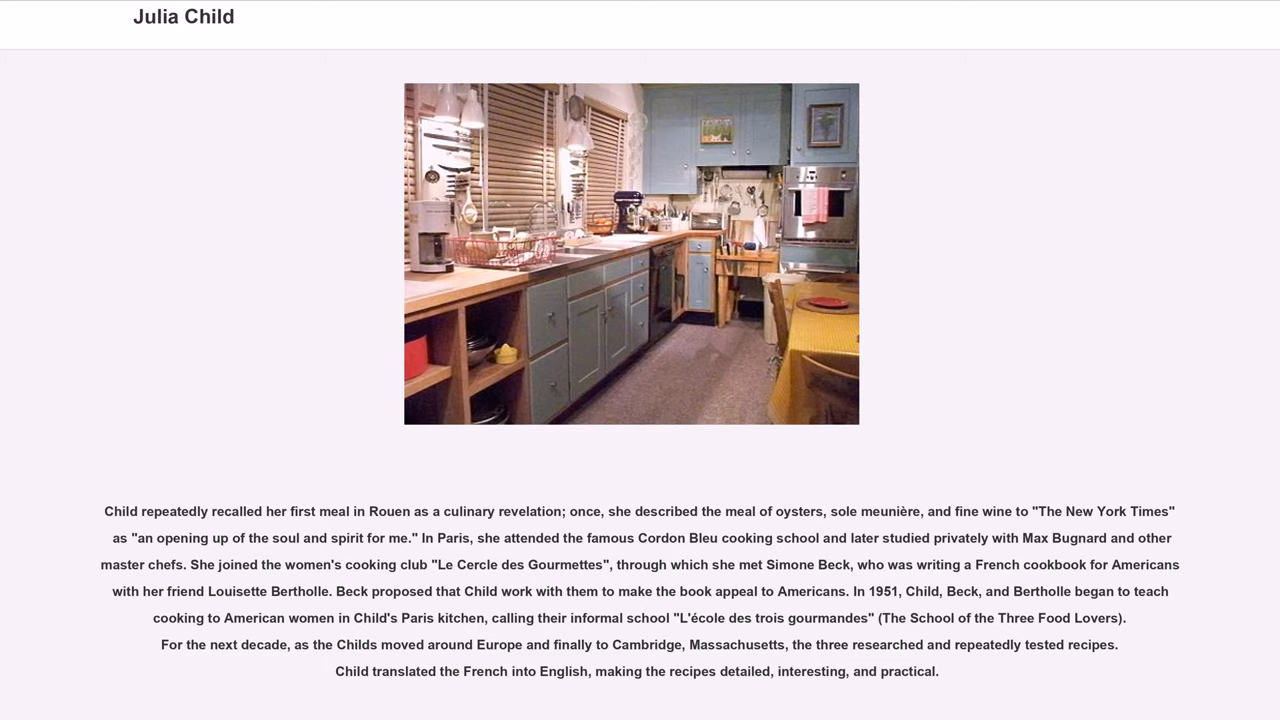 Julia Child
Child repeatedly recalled her first meal in Rouen as a culinary revelation; once, she described the meal of oysters, sole meunière, and fine wine to "The New York Times"
as "an opening up of the soul and spirit for me." In Paris, she attended the famous Cordon Bleu cooking school and later studied privately with Max Bugnard and other
master chefs. She joined the women's cooking club "Le Cercle des Gourmettes", through which she met Simone Beck, who was writing a French cookbook for Americans
with her friend Louisette Bertholle. Beck proposed that Child work with them to make the book appeal to Americans. In 1951, Child, Beck, and Bertholle began to teach
cooking to American women in Child's Paris kitchen, calling their informal school "L'école des trois gourmandes" (The School of the Three Food Lovers).
For the next decade, as the Childs moved around Europe and finally to Cambridge, Massachusetts, the three researched and repeatedly tested recipes.
Child translated the French into English, making the recipes detailed, interesting, and practical.